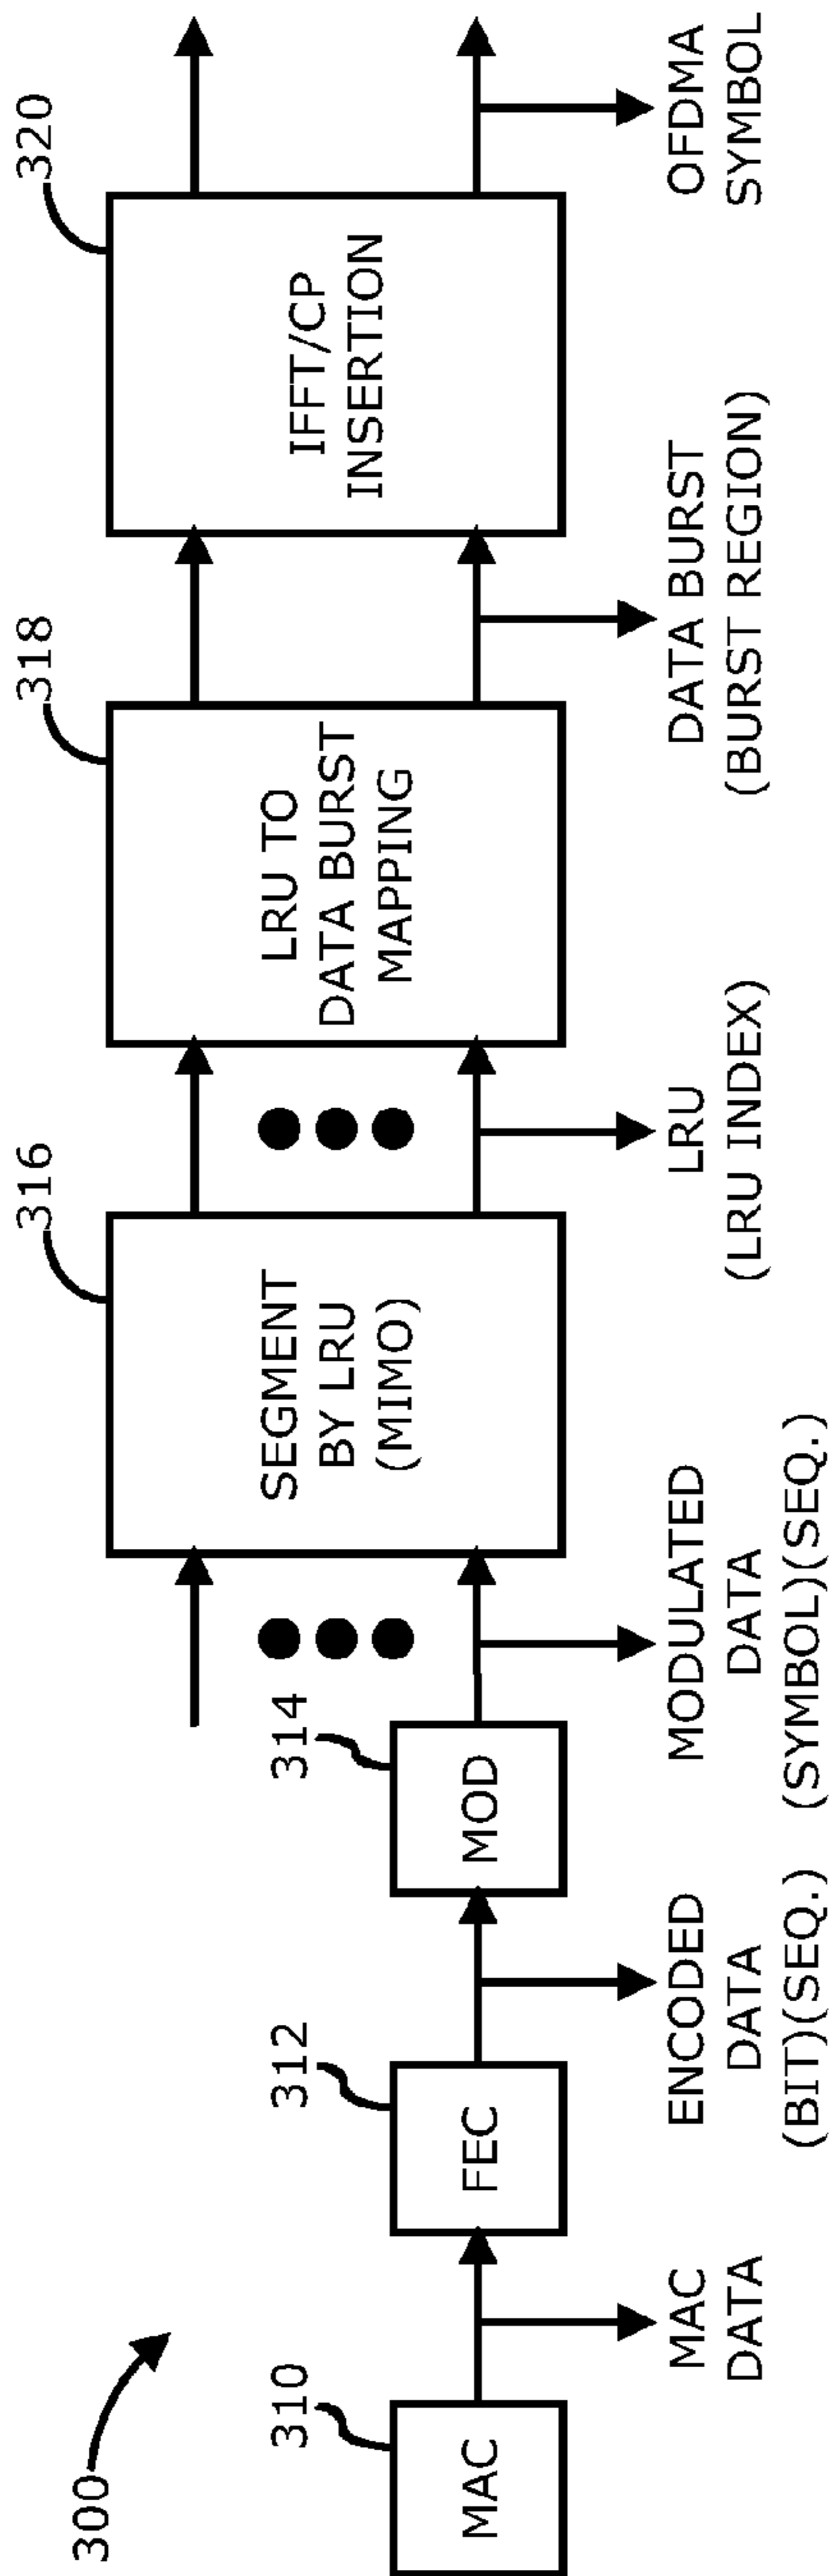 300
310
MAC
MAC
DATA
312
FEC
ENCODED
DATA
(BIT)(SEQ.)
314
MOD
MODULATED
DATA
(SYMBOL)(SEQ.)
316
SEGMENT
BY LRU
(MIMO)
LRU
(LRU INDEX)
318
LRU TO
DATA BURST
MAPPING
DATA BURST
(BURST REGION)
320
IFFT/CP
INSERTION
OFDMA
SYMBOL